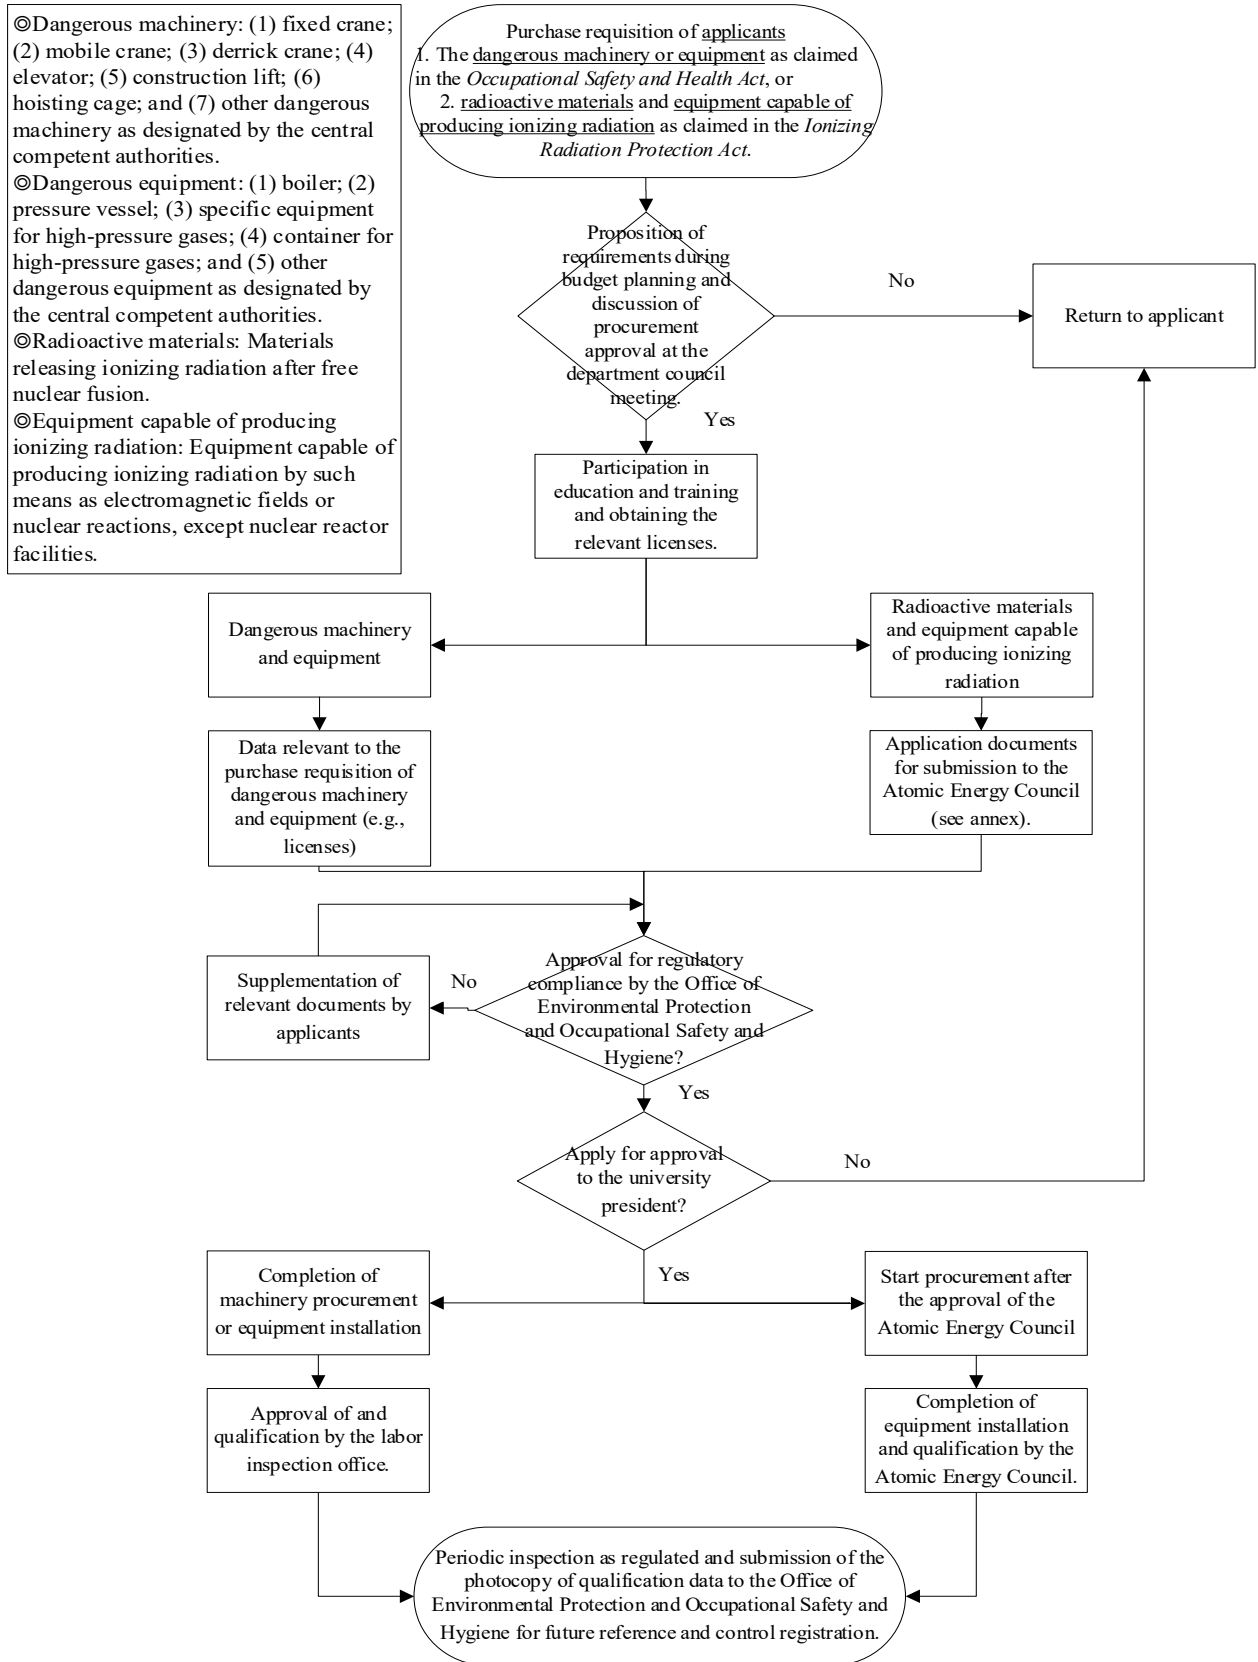 ◎Dangerous machinery: (1) fixed crane;
(2) mobile crane; (3) derrick crane; (4)
elevator; (5) construction lift; (6)
hoisting cage; and (7) other dangerous
machinery as designated by the central
competent authorities.
◎Dangerous equipment: (1) boiler; (2)
pressure vessel; (3) specific equipment
for high-pressure gases; (4) container for
high-pressure gases; and (5) other
dangerous equipment as designated by
the central competent authorities.
◎Radioactive materials: Materials
releasing ionizing radiation after free
nuclear fusion.
◎Equipment capable of producing
ionizing radiation: Equipment capable of
producing ionizing radiation by such
means as electromagnetic fields or
nuclear reactions, except nuclear reactor
facilities.
Purchase requisition of applicants
1. The dangerous machinery or equipment as claimed
in the Occupational Safety and Health Act, or
2. radioactive materials and equipment capable of
producing ionizing radiation as claimed in the Ionizing
Radiation Protection Act.
Proposition of
requirements during
budget planning and
discussion of
procurement
approval at the
department council
meeting.
No
Return to applicant
Yes
Participation in
education and training
and obtaining the
relevant licenses.
Dangerous machinery
and equipment
Radioactive materials
and equipment capable
of producing ionizing
radiation
Data relevant to the
purchase requisition of
dangerous machinery
and equipment (e.g.,
licenses)
Application documents
for submission to the
Atomic Energy Council
(see annex).
Supplementation of
relevant documents by
applicants
No
Approval for regulatory
compliance by the Office of
Environmental Protection
and Occupational Safety and
Hygiene?
Yes
Apply for approval
to the university
president?
No
Yes
Completion of
machinery procurement
or equipment installation
Start procurement after
the approval of the
Atomic Energy Council
Approval of and
qualification by the labor
inspection office.
Completion of
equipment installation
and qualification by the
Atomic Energy Council.
Periodic inspection as regulated and submission of the
photocopy of qualification data to the Office of
Environmental Protection and Occupational Safety and
Hygiene for future reference and control registration.